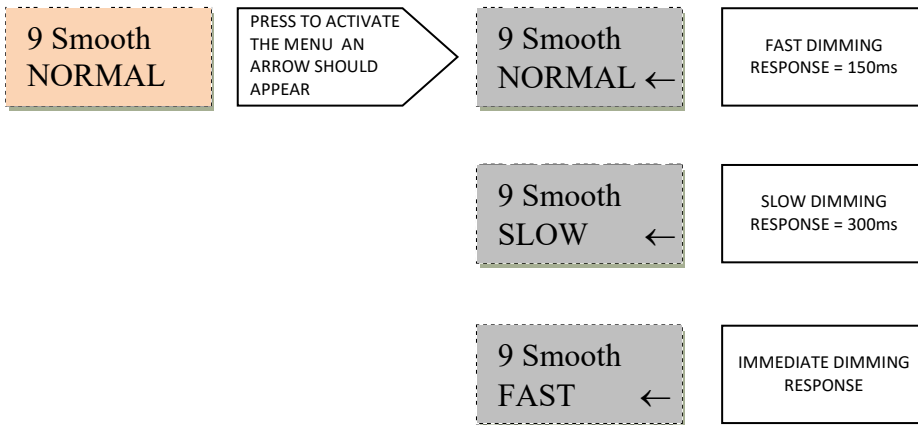 9 Smooth
NORMAL
PRESS TO ACTIVATE
THE MENU AN
ARROW SHOULD
APPEAR
9 Smooth
NORMAL ←
FAST DIMMING
RESPONSE = 150ms
9 Smooth
SLOW ←
SLOW DIMMING
RESPONSE = 300ms
9 Smooth
FAST ←
IMMEDIATE DIMMING
RESPONSE